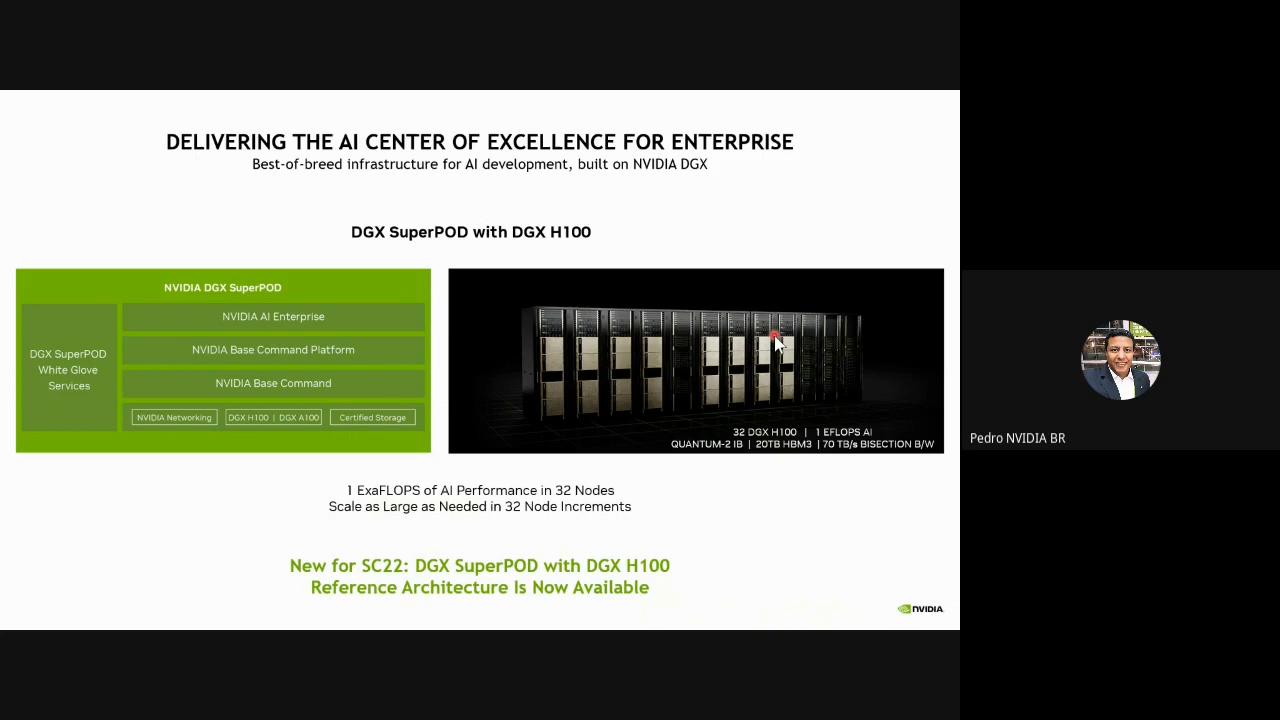 DELIVERING THE AI CENTER OF EXCELLENCE FOR ENTERPRISE
Best-of-breed infrastructure for AI development, built on NVIDIA DGX
DGX SuperPOD with DGX H100
NVIDIA DGX SuperPOD
DGX SuperPOD
White Glove
Services
NVIDIA AI Enterprise
NVIDIA Base Command Platform
NVIDIA Base Command
NVIDIA Networking
DGX H100 | DGX A100
Certified Storage
32 DGX H100 | 1 EFLOPS AI
QUANTUM-2 IB | 20TB HBM3 | 70 TB/s BISECTION B/W
1 ExaFLOPS of AI Performance in 32 Nodes
Scale as Large as Needed in 32 Node Increments
New for SC22: DGX SuperPOD with DGX H100
Reference Architecture Is Now Available
NVIDIA
Pedro NVIDIA BR